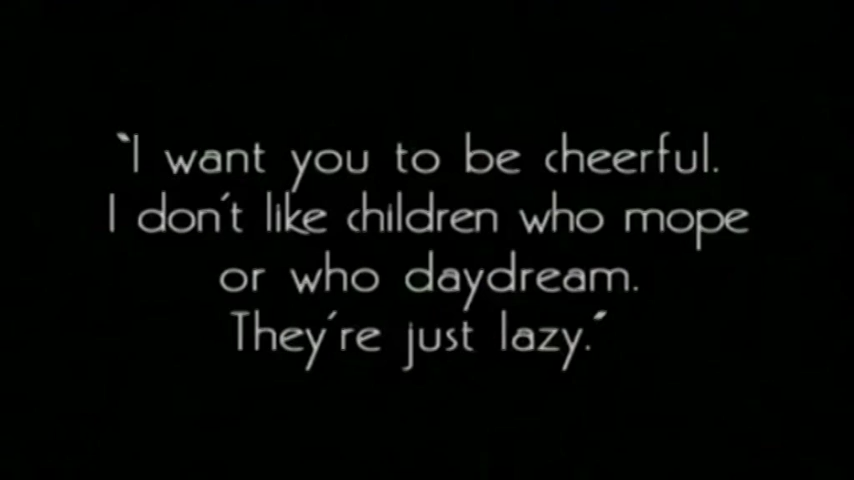 "I want you to be cheerful.
I don't like children who mope
or who daydream.
They're just lazy."